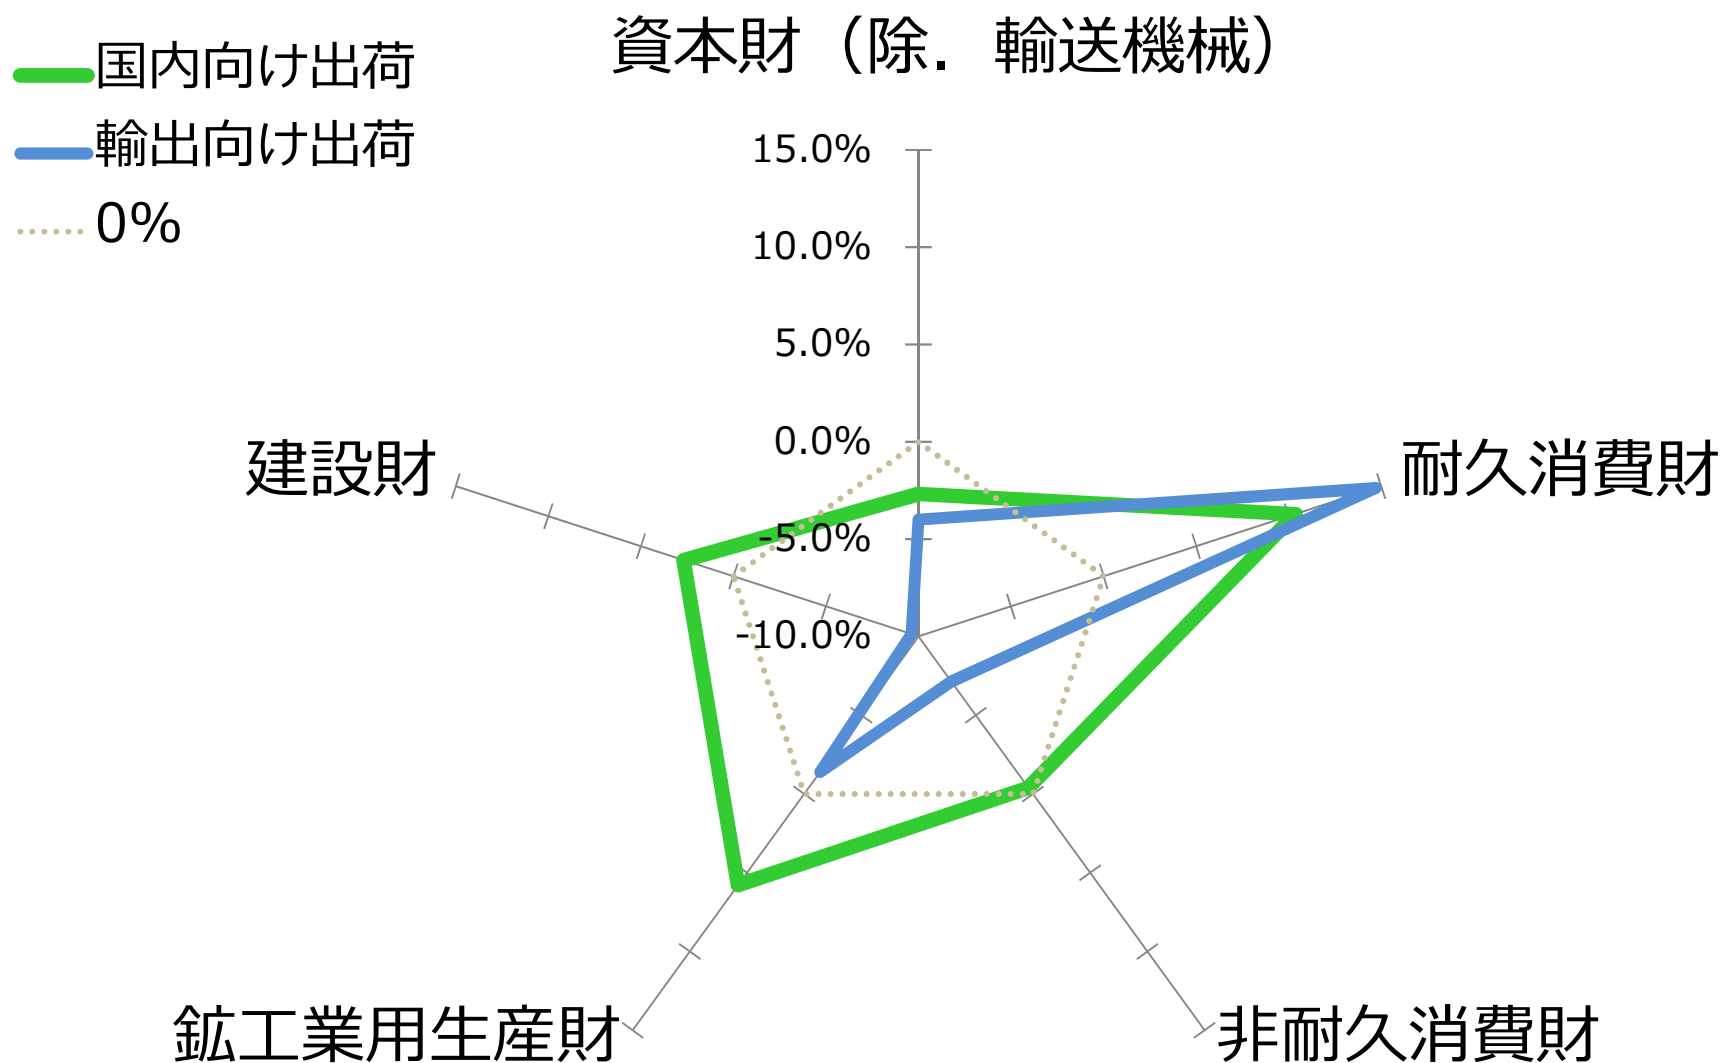 国内向け出荷
輸出向け出荷
0%
資本財（除．輸送機械）
15.0%
10.0%
5.0%
0.0%
-5.0%
-10.0%
耐久消費財
非耐久消費財
鉱工業用生産財
建設財